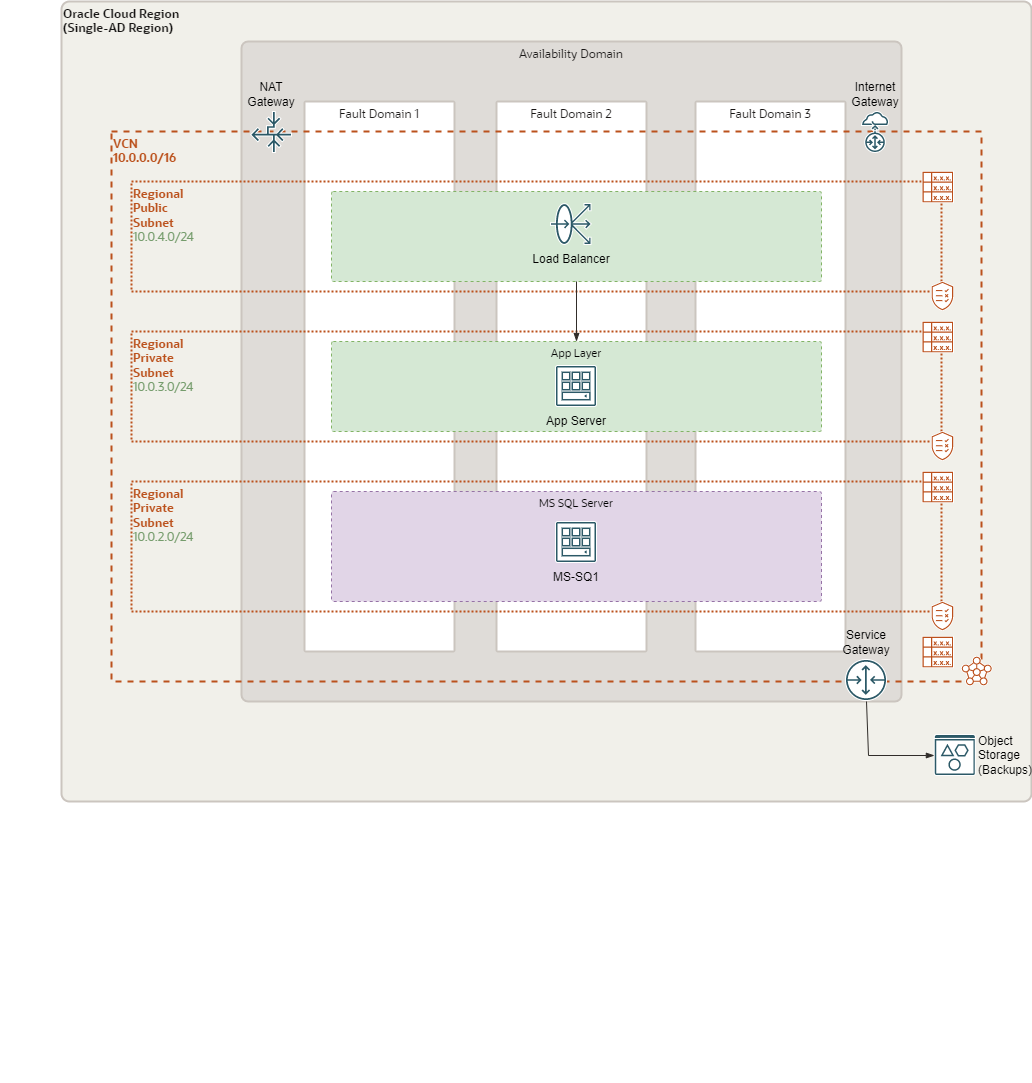 Oracle Cloud Region
(Single-AD Region)
Availability Domain
NAT
Gateway
Internet
Gateway
Fault Domain 1
Fault Domain 2
Fault Domain 3
VCN
10.0.0.0/16
Regional
Public
Subnet
10.0.4.0/24
Load Balancer
x.x.x.
x.x.x.
x.x.x.
Regional
Private
Subnet
10.0.3.0/24
App Layer
App Server
x.x.x.
x.x.x.
x.x.x.
Regional
Private
Subnet
10.0.2.0/24
MS SQL Server
MS-SQ1
x.x.x.
x.x.x.
x.x.x.
Service
Gateway
x.x.x.
x.x.x.
x.x.x.
Object
Storage
(Backups)